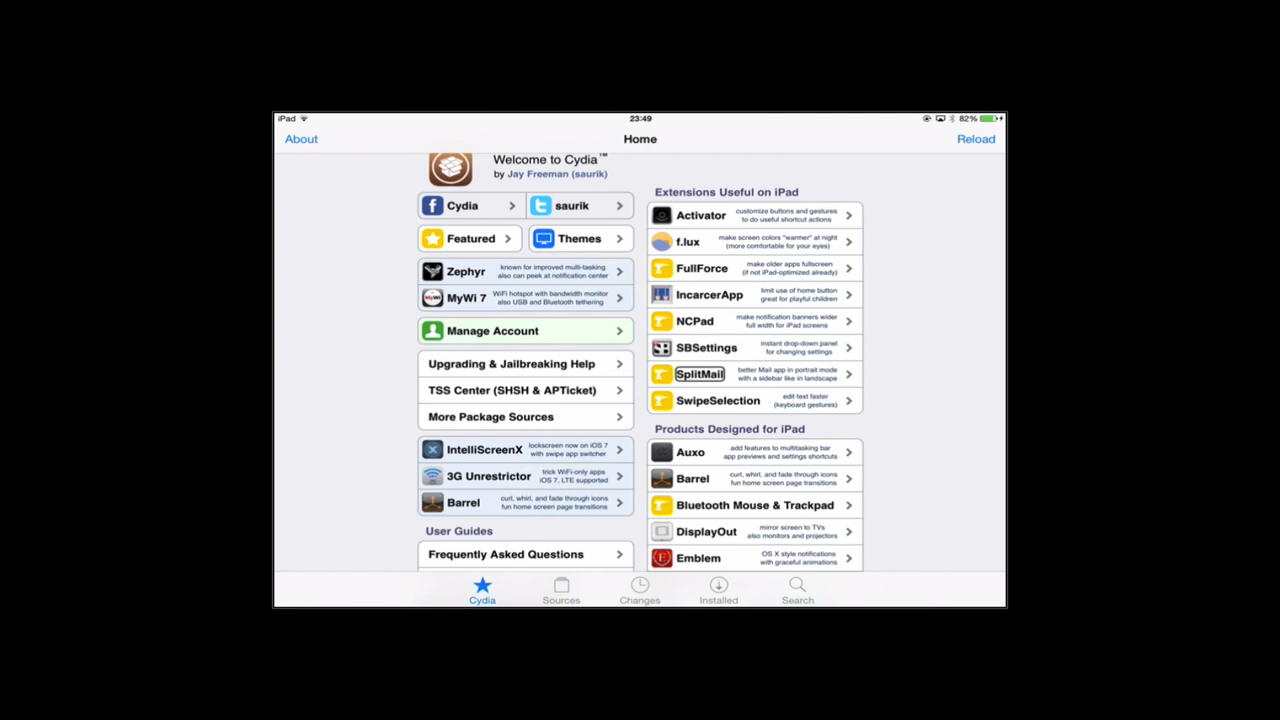 iPad
23:49
82%
About
Home
Reload
Welcome to Cydia™
by Jay Freeman (saurik)
Cydia
saurik
Featured
Themes
Zephyr
known for improved multi-tasking
also can peek at notification center
MyWi
MyWi 7
WiFi hotspot with bandwidth monitor
also USB and Bluetooth tethering
Manage Account
Upgrading & Jailbreaking Help
TSS Center (SHSH & APTicket)
More Package Sources
IntelliScreenX
lockscreen now on iOS 7
with swipe app switcher
3G Unrestrictor
trick WiFi-only apps
iOS 7, LTE supported
Barrel
curl, whirl, and fade through icons
fun home screen page transitions
User Guides
Frequently Asked Questions
Extensions Useful on iPad
Activator
customize buttons and gestures
to do useful shortcut actions
f.lux
make screen colors "warmer" at night
(more comfortable for your eyes)
FullForce
make older apps fullscreen
(if not iPad-optimized already)
IncarcerApp
limit use of home button
great for playful children
NCPad
make notification banners wider
full width for iPad screens
SBSettings
instant drop-down panel
for changing settings
SplitMail
better Mail app in portrait mode
with a sidebar like in landscape
SwipeSelection
edit text faster
(keyboard gestures)
Products Designed for iPad
Auxo
add features to multitasking bar
app previews and settings shortcuts
Barrel
curl, whirl, and fade through icons
fun home screen page transitions
Bluetooth Mouse & Trackpad
DisplayOut
mirror screen to TVs
also monitors and projectors
E
Emblem
OS X style notifications
with graceful animations
Cydia
Sources
Changes
Installed
Search